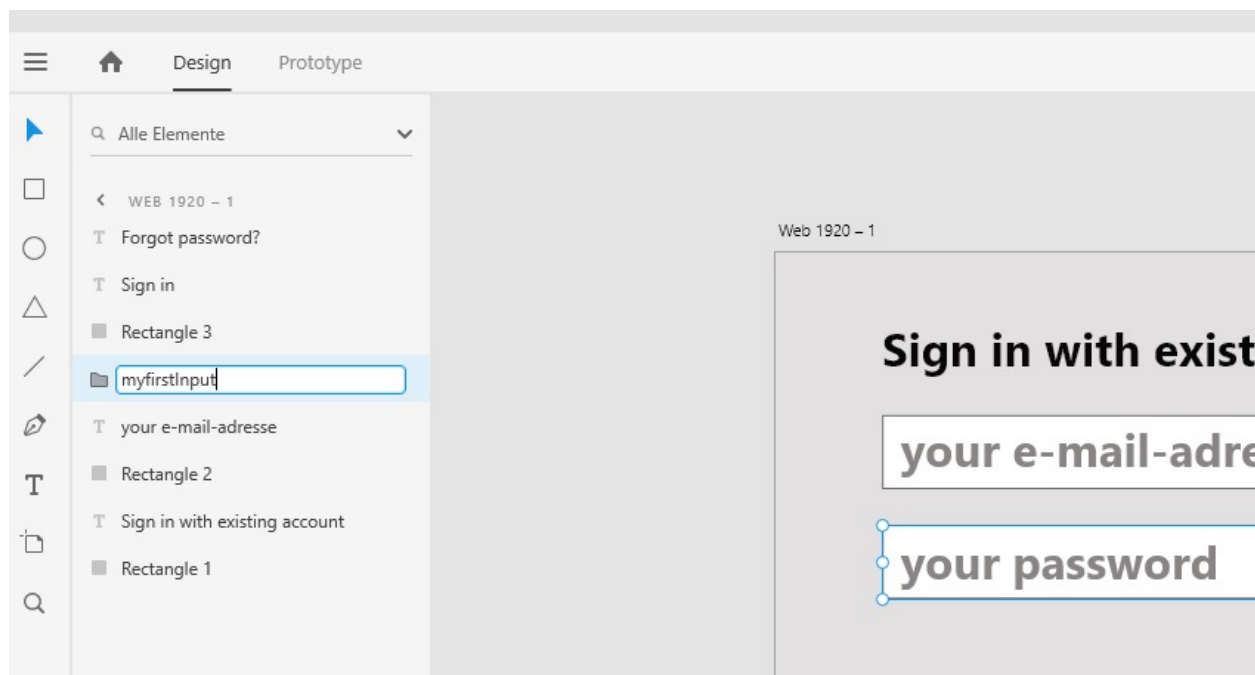 Design Prototype
Alle Elemente
WEB 1920 – 1
Forgot password?
Sign in
Rectangle 3
myfirstInput
your e-mail-adresse
Rectangle 2
Sign in with existing account
Rectangle 1
Web 1920 – 1
Sign in with exist
your e-mail-adre
your password